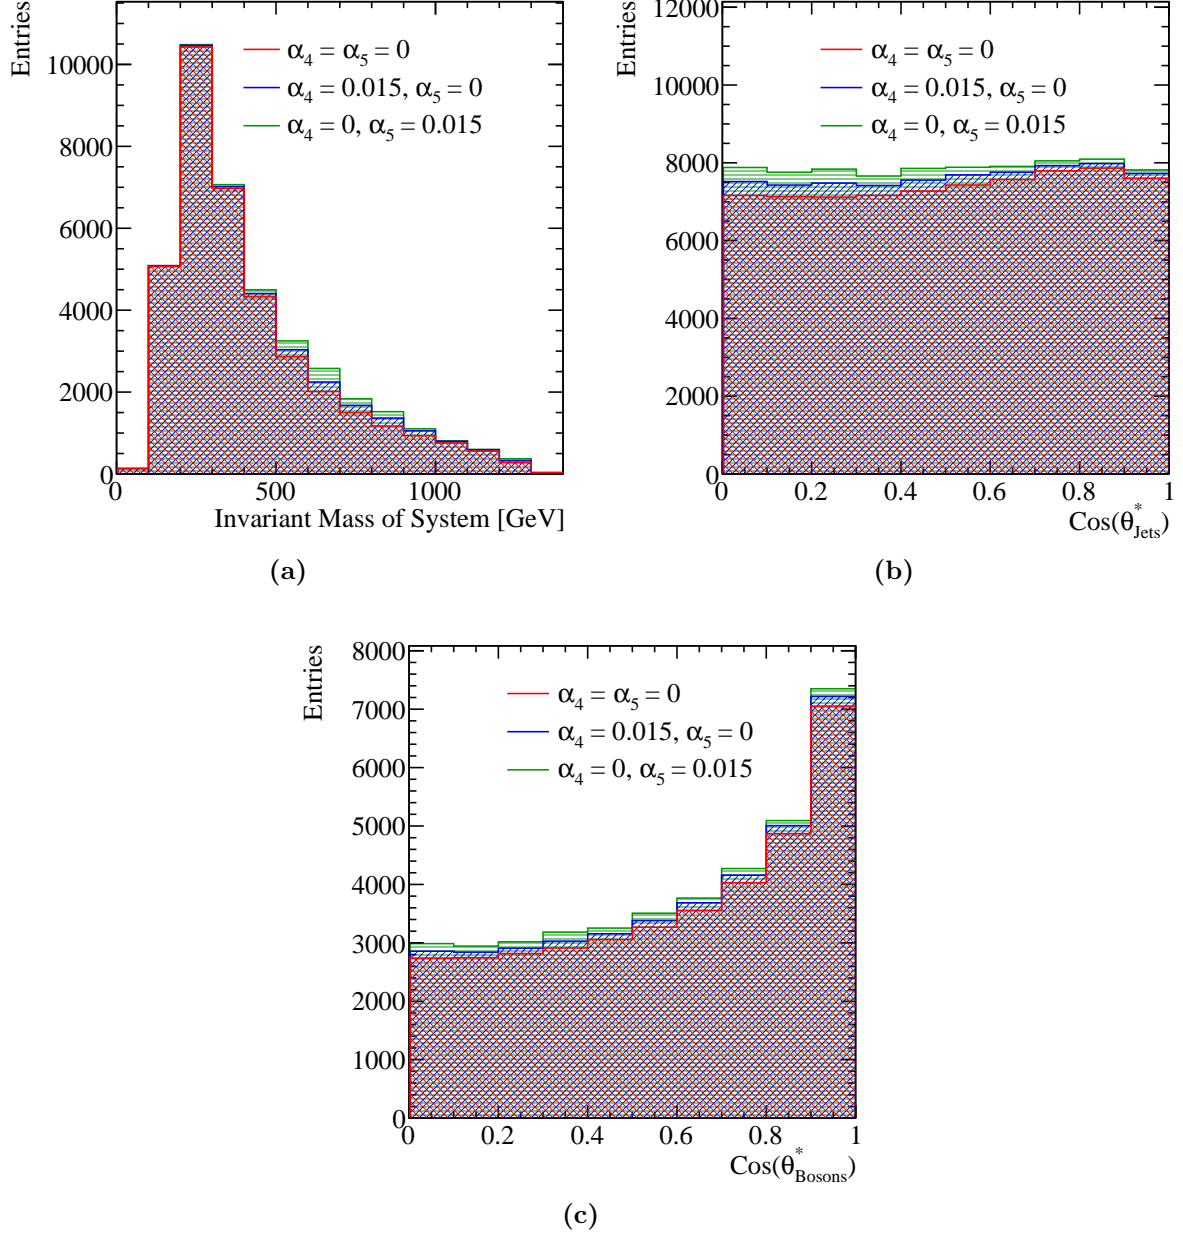 Entries
10000
8000
6000
4000
2000
0
α4 = α5 = 0
α4 = 0.015, α5 = 0
α4 = 0, α5 = 0.015
0 500 1000
Invariant Mass of System [GeV]
(a)
Entries
12000
10000
8000
6000
4000
2000
0
α4 = α5 = 0
α4 = 0.015, α5 = 0
α4 = 0, α5 = 0.015
0 0.2 0.4 0.6 0.8 1
Cos(θ*Jets)
(b)
Entries
8000
7000
6000
5000
4000
3000
2000
1000
0
α4 = α5 = 0
α4 = 0.015, α5 = 0
α4 = 0, α5 = 0.015
0 0.2 0.4 0.6 0.8 1
Cos(θ*Bosons)
(c)